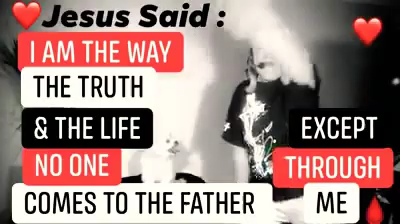 Jesus Said :
I AM THE WAY
THE TRUTH
& THE LIFE
NO ONE
COMES TO THE FATHER
EXCEPT
THROUGH
ME